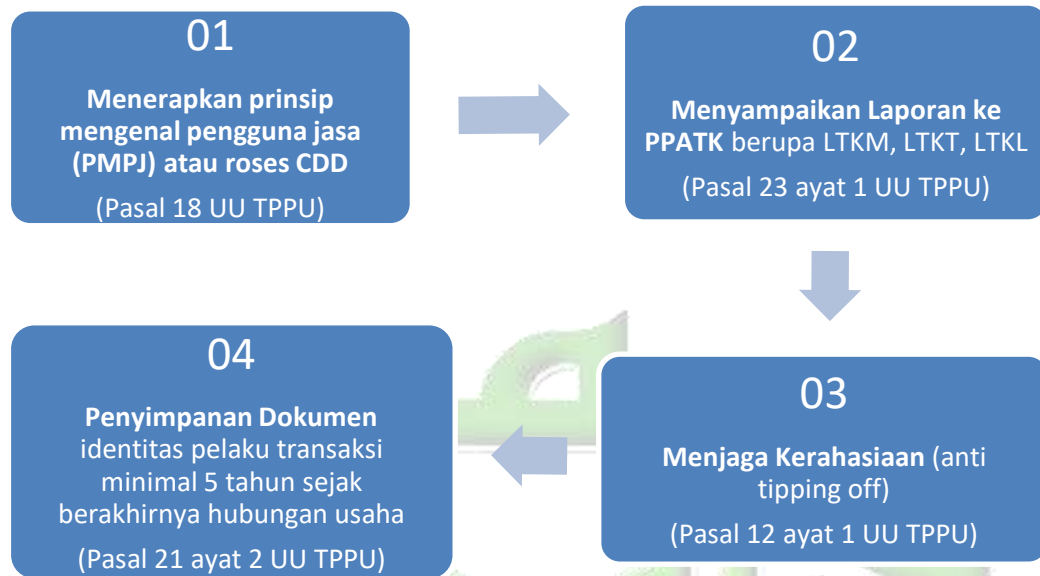 01
Menerapkan prinsip
mengenal pengguna jasa
(PMPJ) atau roses CDD
(Pasal 18 UU TPPU)
02
Menyampaikan Laporan ke
PPATK berupa LTKM, LTKT, LTKL
(Pasal 23 ayat 1 UU TPPU)
03
Menjaga Kerahasiaan (anti
tipping off)
(Pasal 12 ayat 1 UU TPPU)
04
Penyimpanan Dokumen
identitas pelaku transaksi
minimal 5 tahun sejak
berakhirnya hubungan usaha
(Pasal 21 ayat 2 UU TPPU)